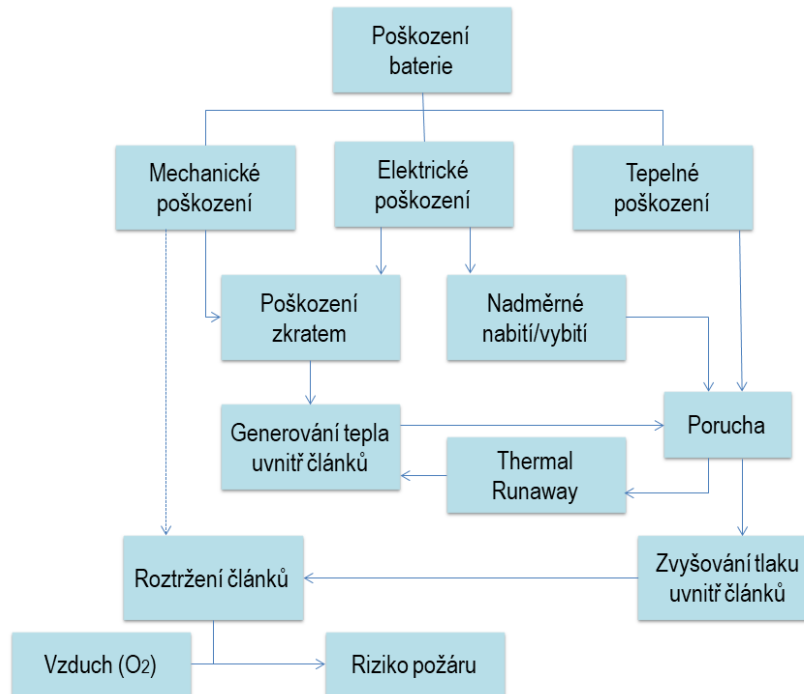 Poškození
baterie
Mechanické
poškození
Elektrické
poškození
Tepelné
poškození
Poškození
zkratem
Nadměrné
nabití/vybití
Generování tepla
uvnitř článků
Thermal
Runaway
Porucha
Roztržení článků
Zvyšování tlaku
uvnitř článků
Vzduch (O2)
Riziko požáru